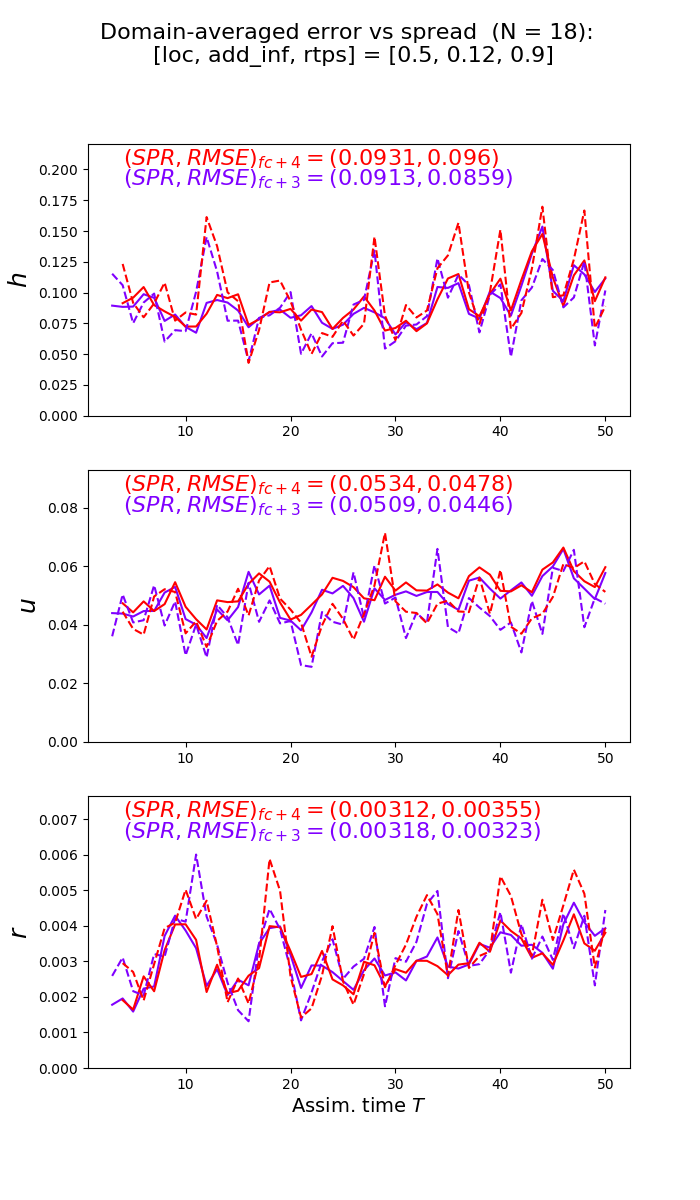 Domain-averaged error vs spread (N = 18):
[loc, add_inf, rtps] = [0.5, 0.12, 0.9]
(SPR, RMSE)fc+4 = (0.0931, 0.096)
(SPR, RMSE)fc+3 = (0.0913, 0.0859)
h
0.200
0.175
0.150
0.125
0.100
0.075
0.050
0.025
0.000
10 20 30 40 50
(SPR, RMSE)fc+4 = (0.0534, 0.0478)
(SPR, RMSE)fc+3 = (0.0509, 0.0446)
u
0.08
0.06
0.04
0.02
0.00
10 20 30 40 50
(SPR, RMSE)fc+4 = (0.00312, 0.00355)
(SPR, RMSE)fc+3 = (0.00318, 0.00323)
r
0.007
0.006
0.005
0.004
0.003
0.002
0.001
0.000
10 20 30 40 50
Assim. time T